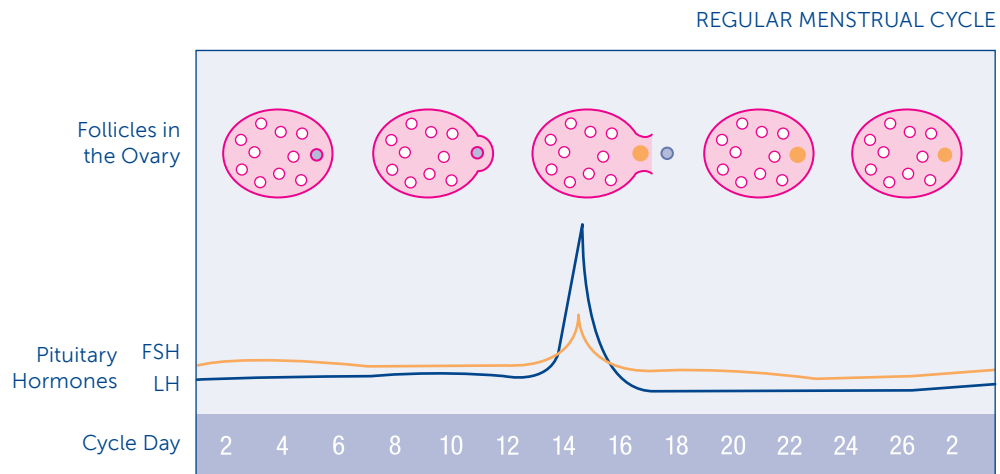 REGULAR MENSTRUAL CYCLE
Follicles in
the Ovary
Pituitary
Hormones
FSH
LH
Cycle Day 2 4 6 8 10 12 14 16 18 20 22 24 26 2